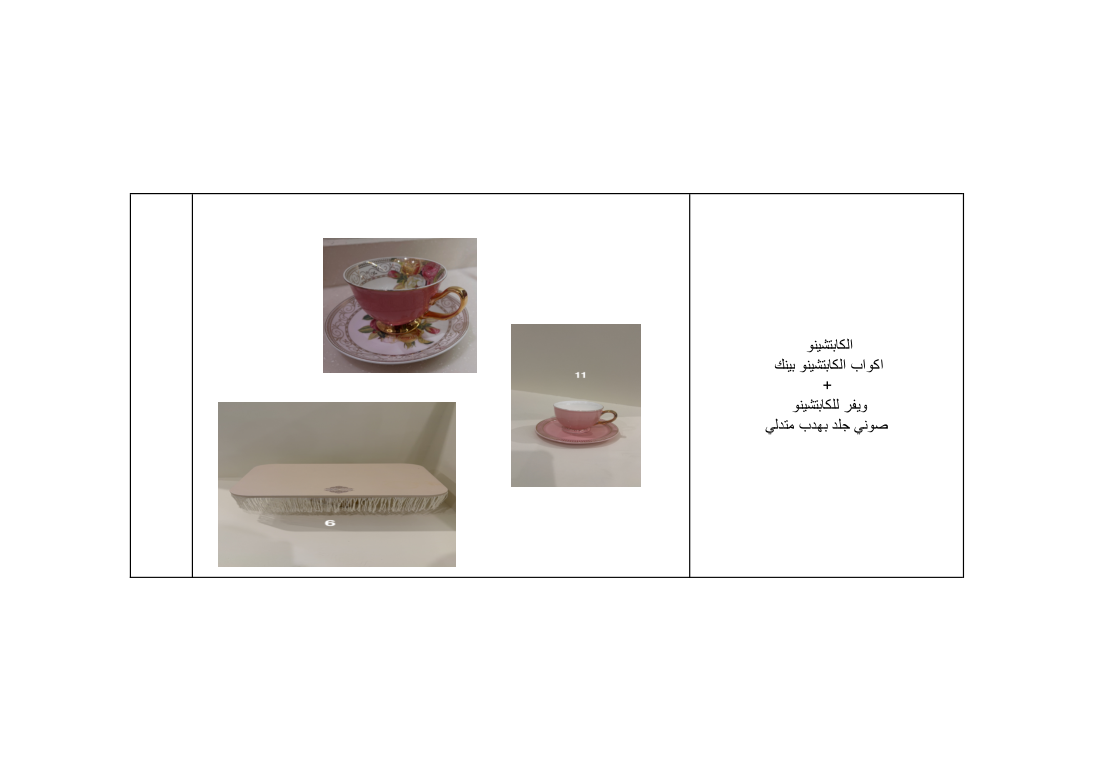 الكابتشينو
اكواب الكابتشينو بينك
+
ويفر للكابتشينو
صوني جلد بهدب متدلي
11
6